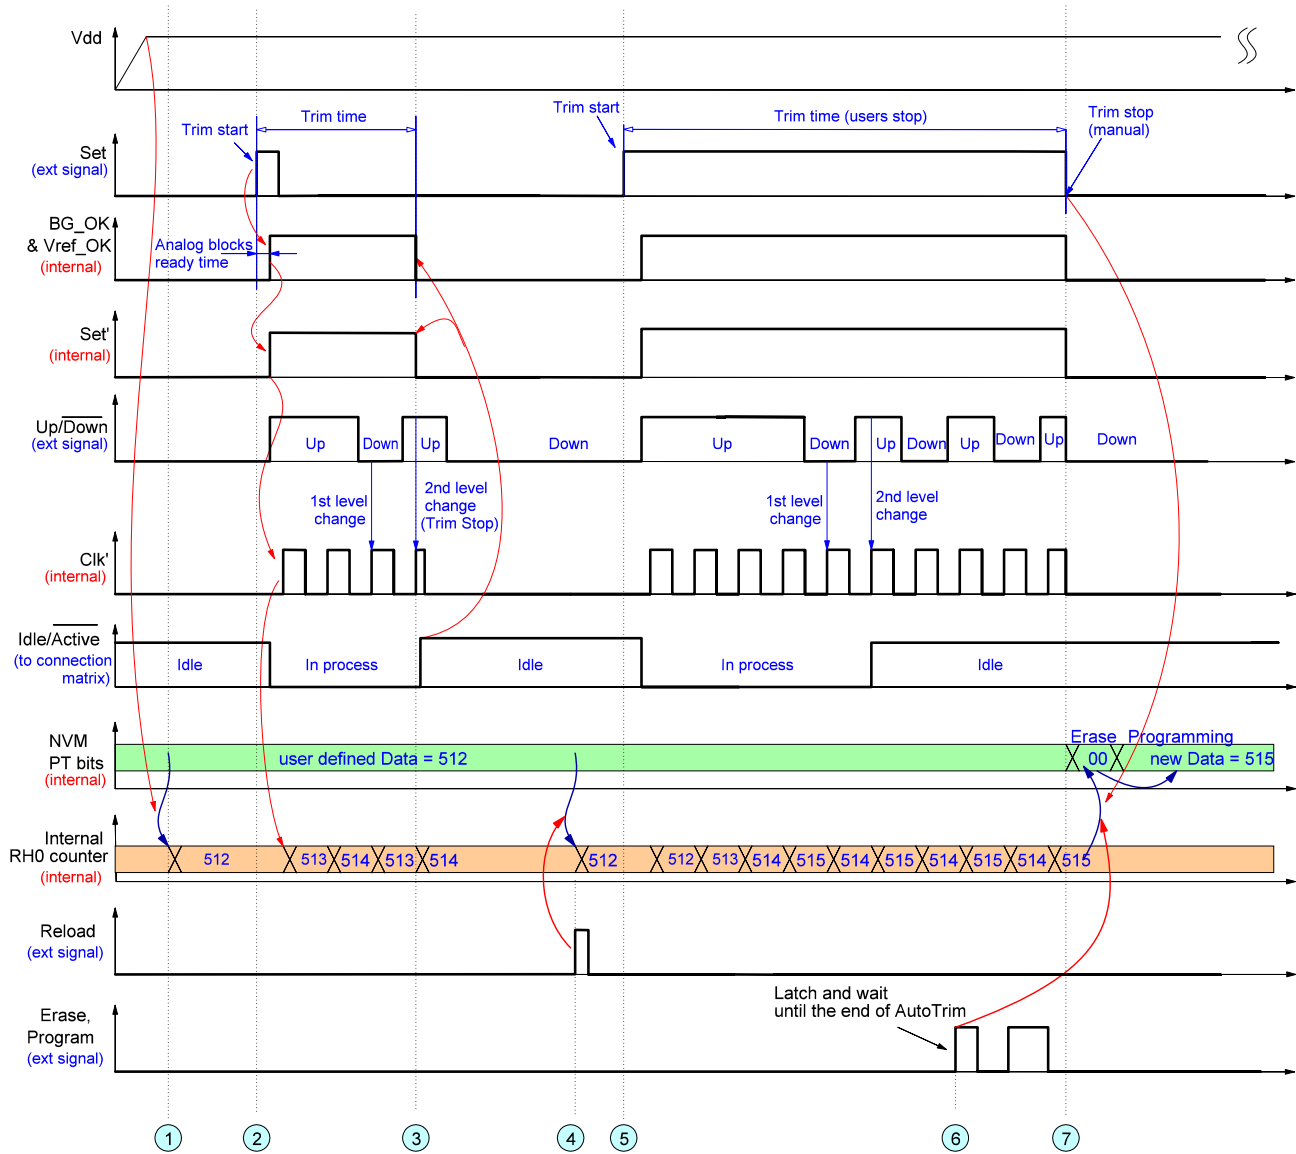 Vdd
Trim start
Trim time
Trim start
Trim time (users stop)
Trim stop
(manual)
Set
(ext signal)
BG_OK
& Vref_OK
(internal)
Analog blocks
ready time
Set'
(internal)
Up/Down
(ext signal)
Up
Down
Up
Down
Up
Down
Up
Down
Up
Down
Up
Down
1st level
change
2nd level
change
(Trim Stop)
1st level
change
2nd level
change
Clk'
(internal)
Idle/Active
(to connection
matrix)
Idle
In process
Idle
In process
Idle
NVM
PT bits
(internal)
user defined Data = 512
Erase
Programming
00
new Data = 515
Internal
RH0 counter
(internal)
512
513
514
513
514
512
512
513
514
515
514
515
514
515
514
515
Reload
(ext signal)
Latch and wait
until the end of AutoTrim
Erase,
Program
(ext signal)
1
2
3
4
5
6
7